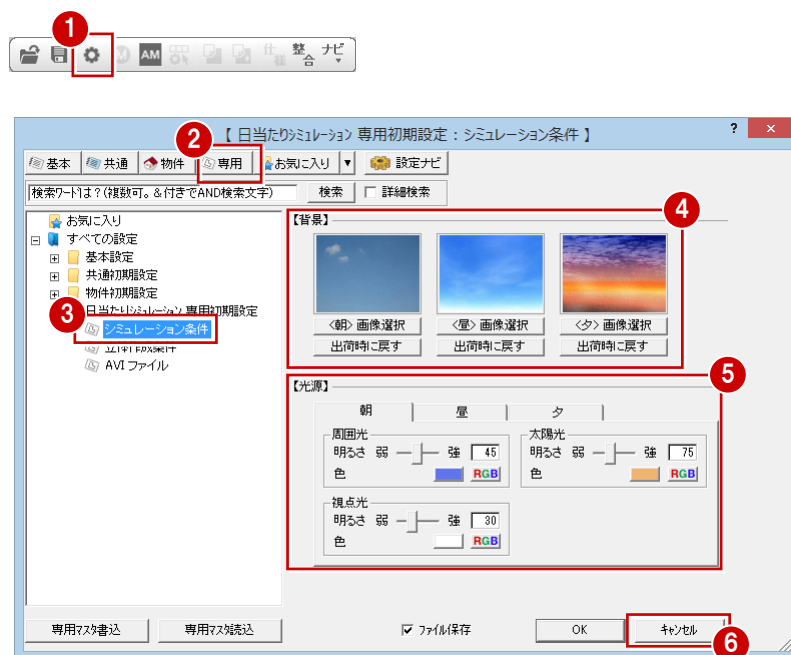 1
AM 整合 ナビ
【 日当たりシミュレーション 専用初期設定：シミュレーション条件 】 ? ×
2
基本 共通 物件 専用 お気に入り ▼ 設定ナビ
検索ワードは？(複数可。&付きでAND検索文字) 検索 詳細検索
お気に入り
すべての設定
基本設定
共通初期設定
物件初期設定
日当たりシミュレーション 専用初期設定
3
シミュレーション条件
立体作成条件
AVI ファイル
4
【背景】
<朝> 画像選択 <昼> 画像選択 <夕> 画像選択
出荷時に戻す 出荷時に戻す 出荷時に戻す
5
【光源】
朝 昼 夕
周囲光 太陽光
明るさ 弱 強 45 明るさ 弱 強 75
色 RGB 色 RGB
視点光
明るさ 弱 強 30
色 RGB
専用マスタ書込 専用マスタ読込 ファイル保存 OK キャンセル
6